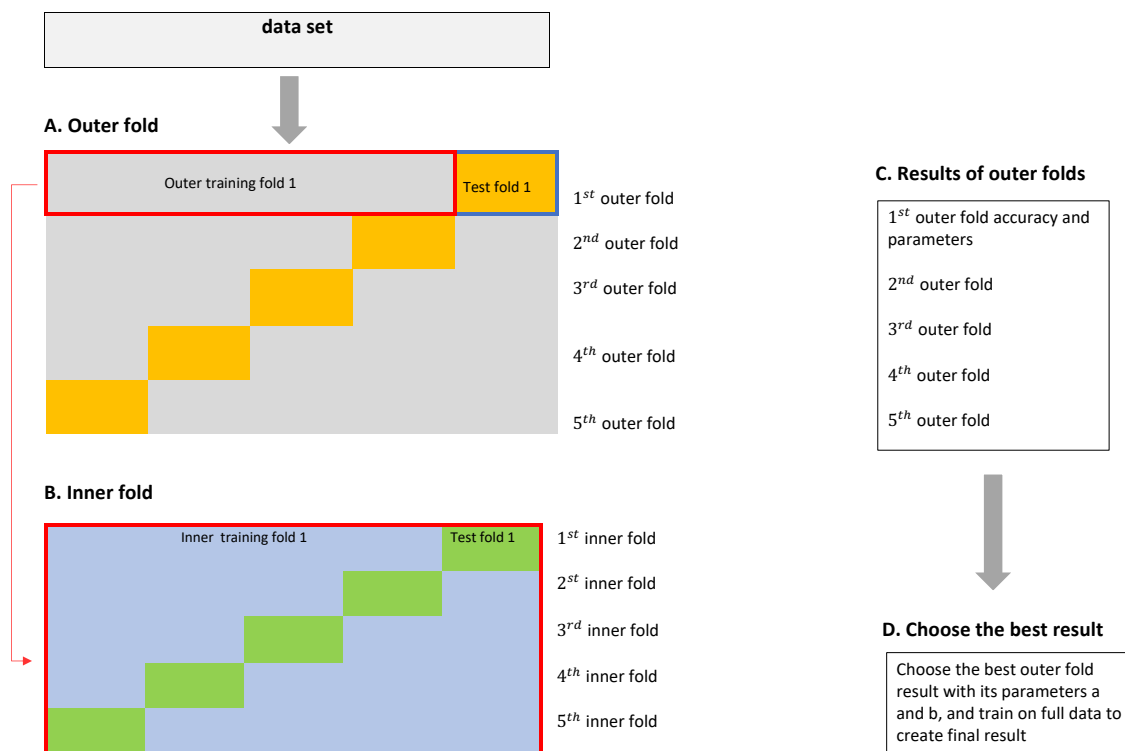 data set
A. Outer fold
Outer training fold 1
Test fold 1
1st outer fold
2nd outer fold
3rd outer fold
4th outer fold
5th outer fold
B. Inner fold
Inner training fold 1
Test fold 1
1st inner fold
2st inner fold
3rd inner fold
4th inner fold
5th inner fold
C. Results of outer folds
1st outer fold accuracy and
parameters
2nd outer fold
3rd outer fold
4th outer fold
5th outer fold
D. Choose the best result
Choose the best outer fold
result with its parameters a
and b, and train on full data to
create final result